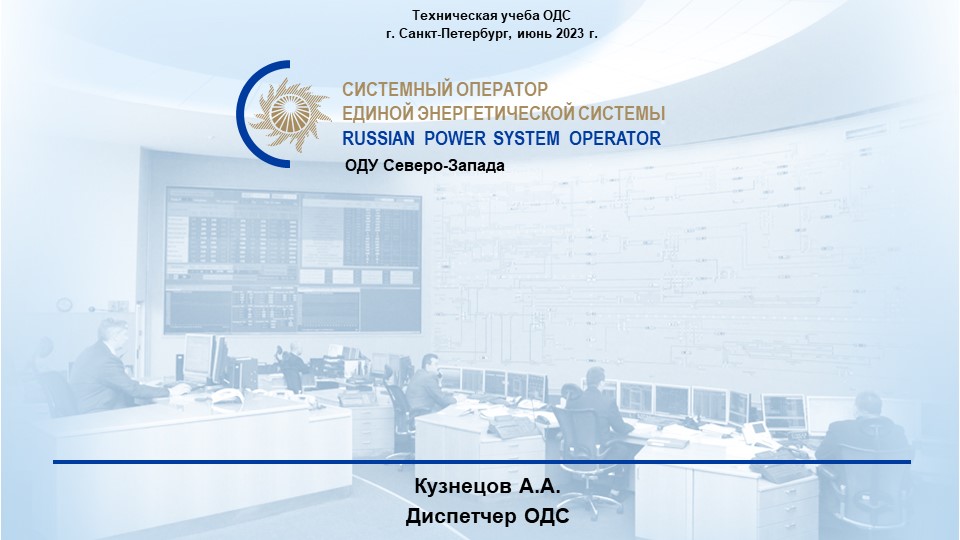 Техническая учеба ОДС
г. Санкт-Петербург, июнь 2023 г.
СИСТЕМНЫЙ ОПЕРАТОР
ЕДИНОЙ ЭНЕРГЕТИЧЕСКОЙ СИСТЕМЫ
RUSSIAN POWER SYSTEM OPERATOR
ОДУ Северо-Запада
Кузнецов А.А.
Диспетчер ОДС